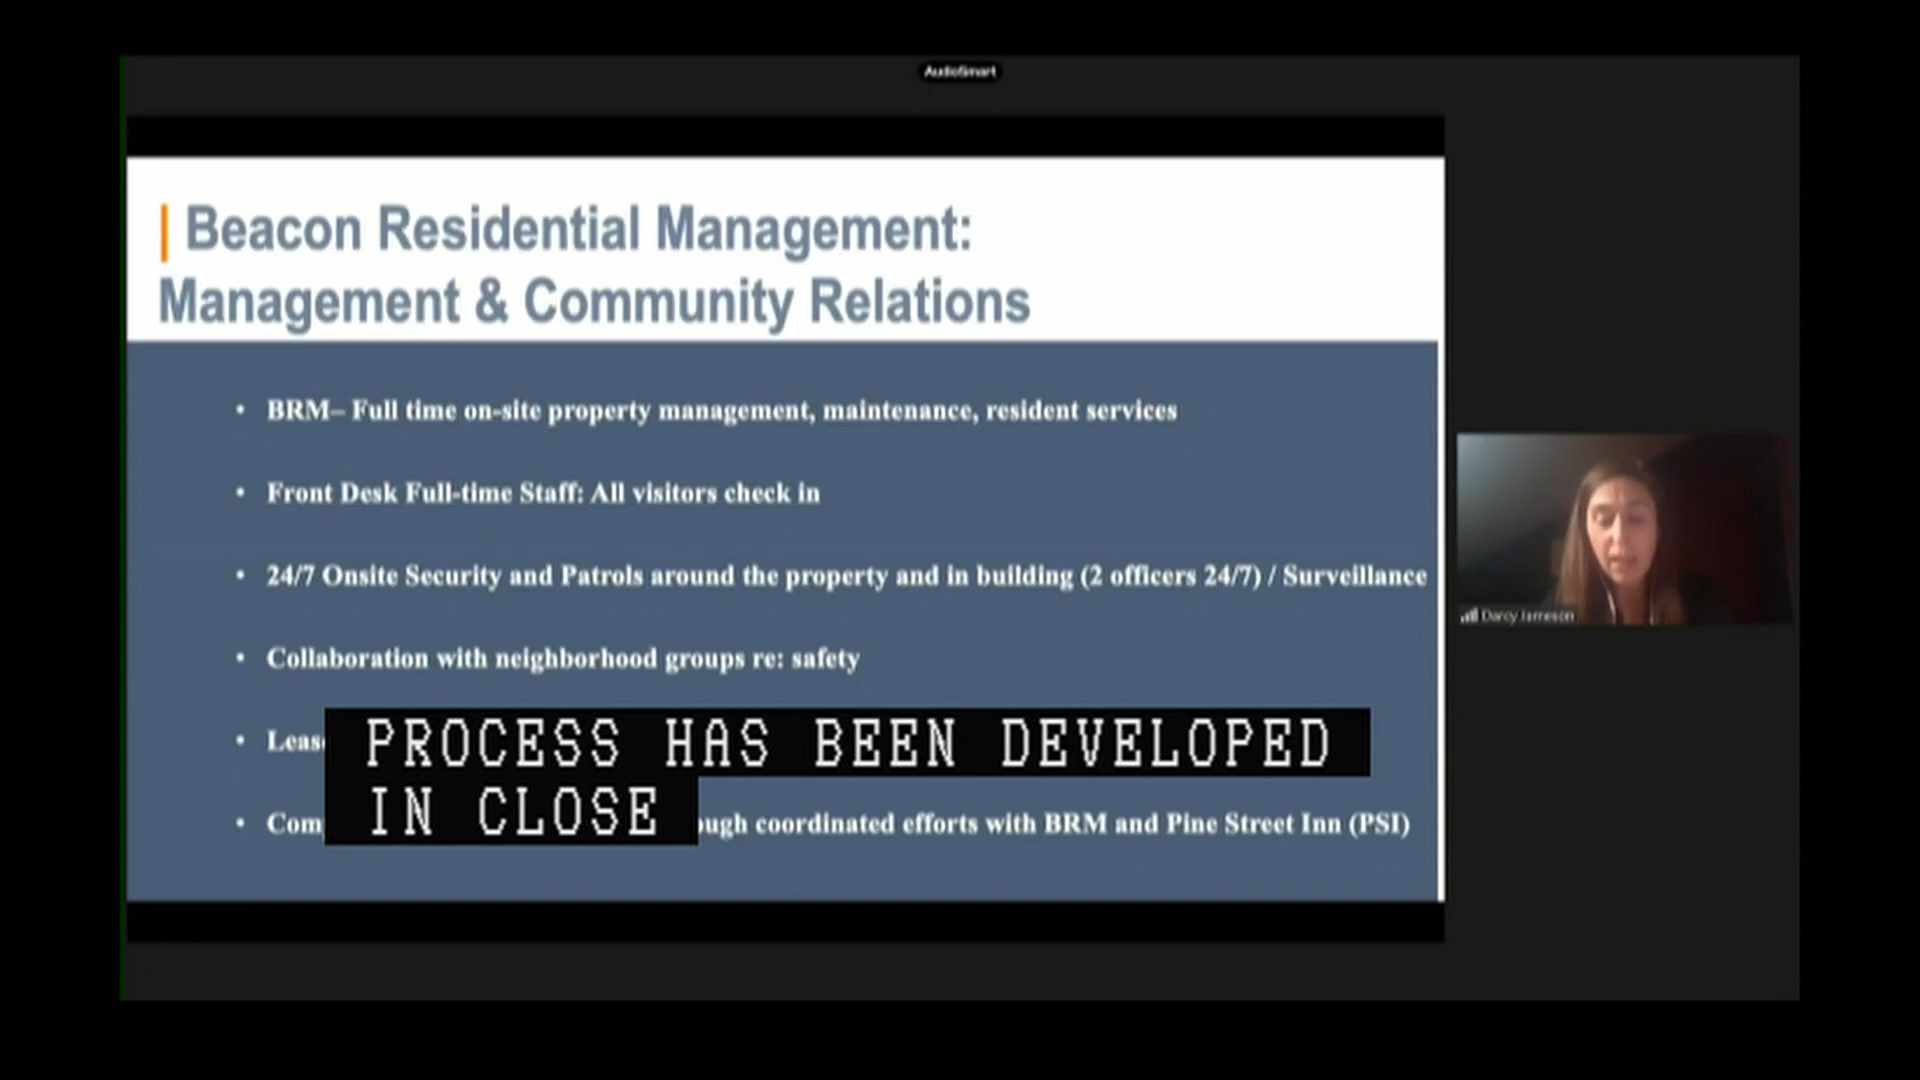 AudioSmart
Beacon Residential Management:
Management & Community Relations
• BRM– Full time on-site property management, maintenance, resident services
• Front Desk Full-time Staff: All visitors check in
• 24/7 Onsite Security and Patrols around the property and in building (2 officers 24/7) / Surveillance
Darcy Jameson
• Collaboration with neighborhood groups re: safety
PROCESS HAS BEEN DEVELOPED
IN CLOSE
coordinated efforts with BRM and Pine Street Inn (PSI)